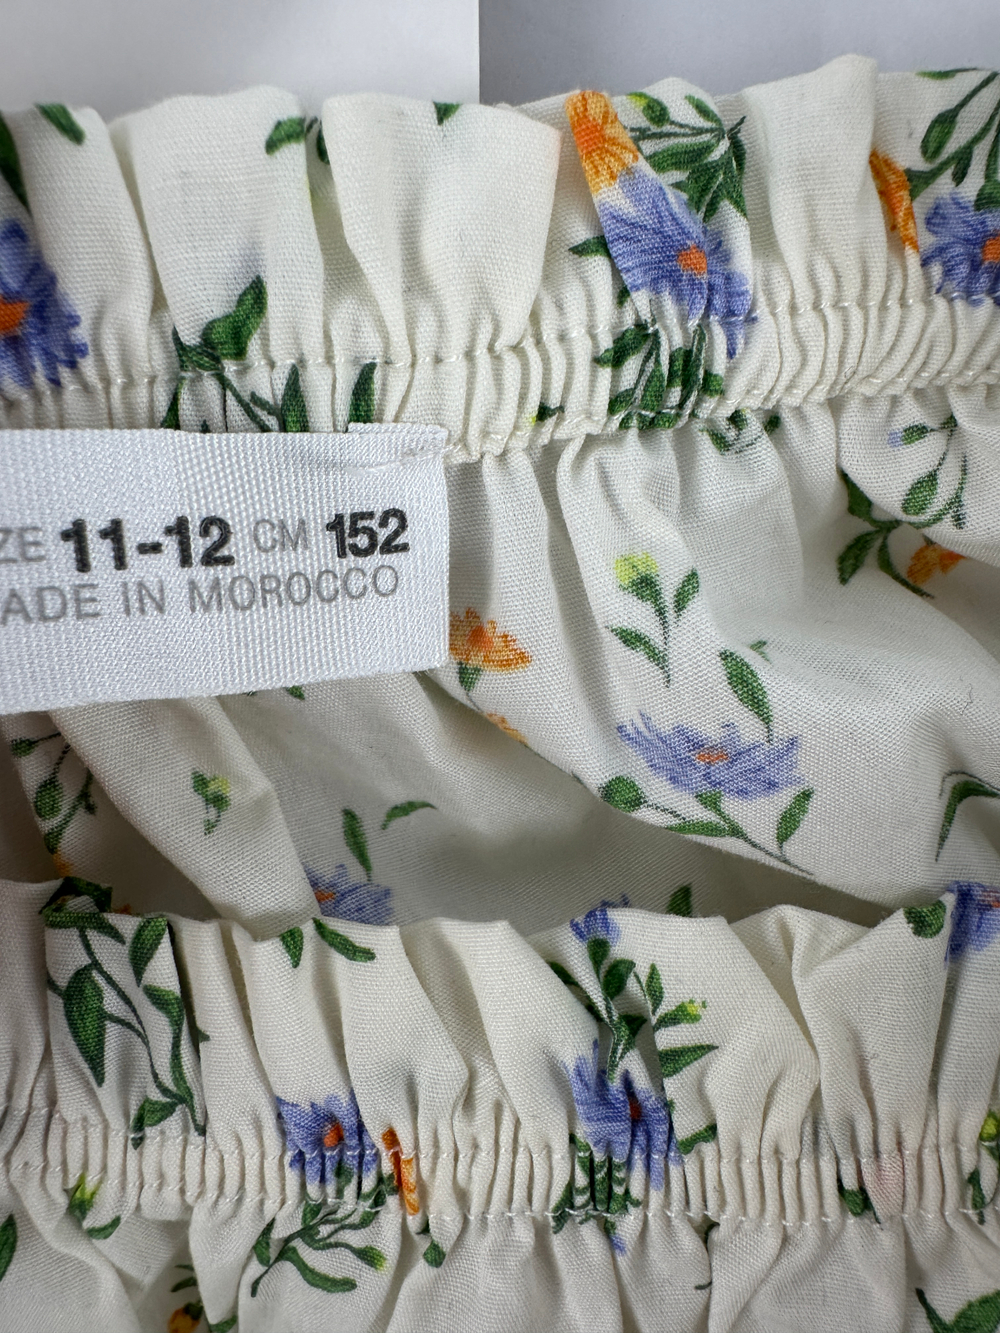 ZE 11-12 CM 152
ADE IN MOROCCO